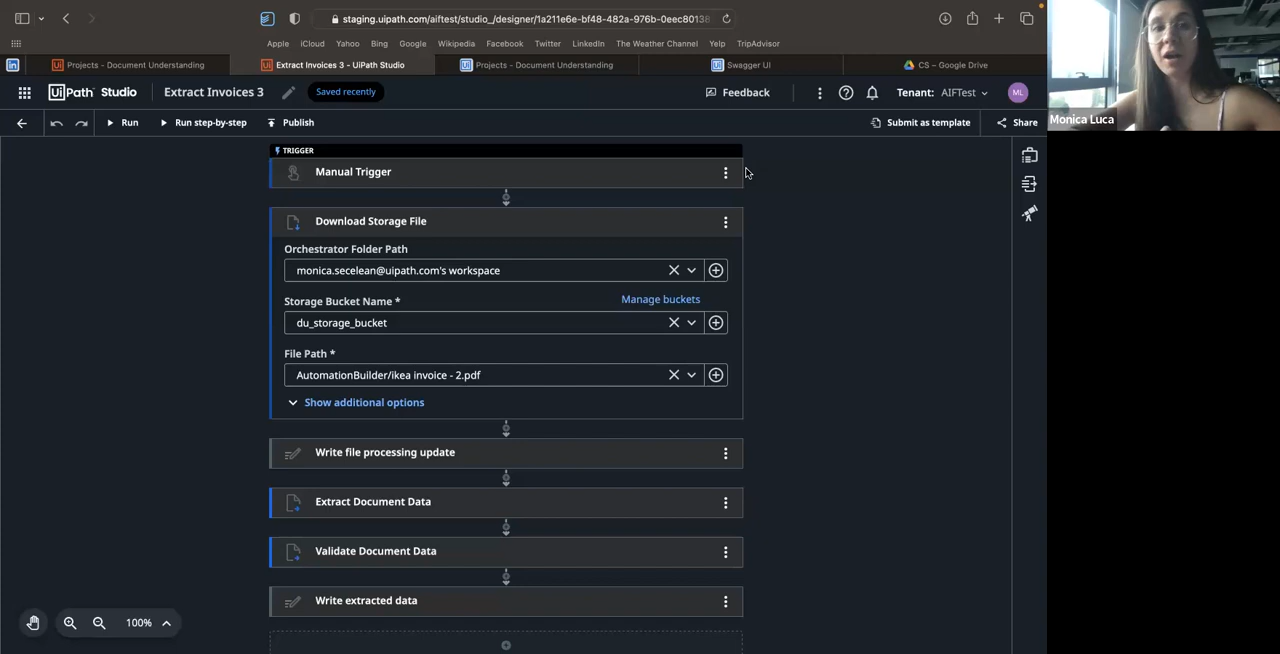 staging.uipath.com/aiftest/studio_/designer/1a211e6e-bf48-482a-976b-0eec80138
Apple iCloud Yahoo Bing Google Wikipedia Facebook Twitter LinkedIn The Weather Channel Yelp TripAdvisor
in Ui Projects - Document Understanding Ui Extract Invoices 3 - UiPath Studio Ui Projects - Document Understanding Ui Swagger UI CS – Google Drive
Monica Luca
UiPath Studio Extract Invoices 3 Saved recently Feedback Tenant: AIFTest ML
Run Run step-by-step Publish Submit as template Share
TRIGGER
Manual Trigger
Download Storage File
Orchestrator Folder Path
monica.secelean@uipath.com's workspace
Storage Bucket Name * Manage buckets
du_storage_bucket
File Path *
AutomationBuilder/ikea invoice - 2.pdf
Show additional options
Write file processing update
Extract Document Data
Validate Document Data
Write extracted data
100%